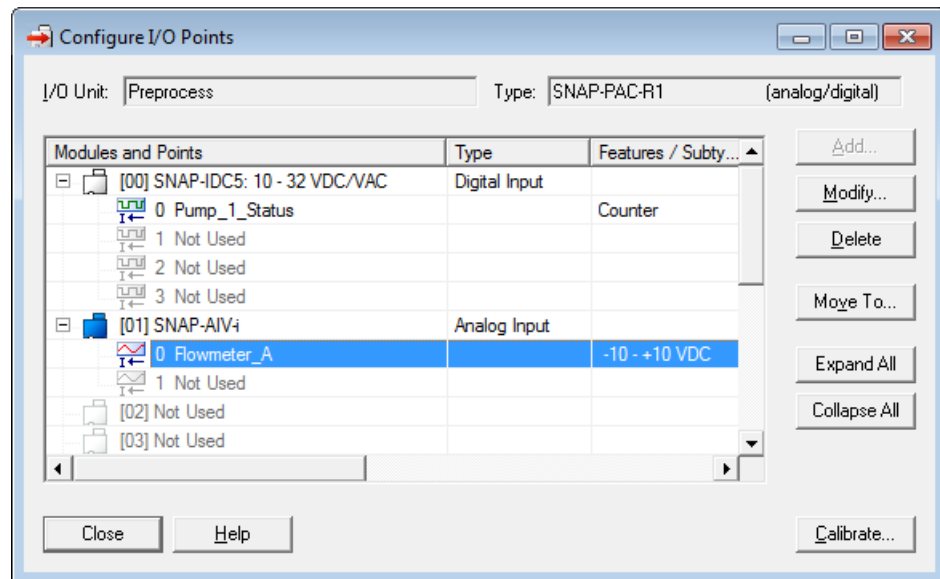 Configure I/O Points
I/O Unit: Preprocess Type: SNAP-PAC-R1 (analog/digital)
Modules and Points Type Features / Subty...
[00] SNAP-IDC5: 10 - 32 VDC/VAC Digital Input
0 Pump_1_Status Counter
1 Not Used
2 Not Used
3 Not Used
[01] SNAP-AIV-i Analog Input
0 Flowmeter_A -10 - +10 VDC
1 Not Used
[02] Not Used
[03] Not Used
Add...
Modify...
Delete
Move To...
Expand All
Collapse All
Close Help Calibrate...